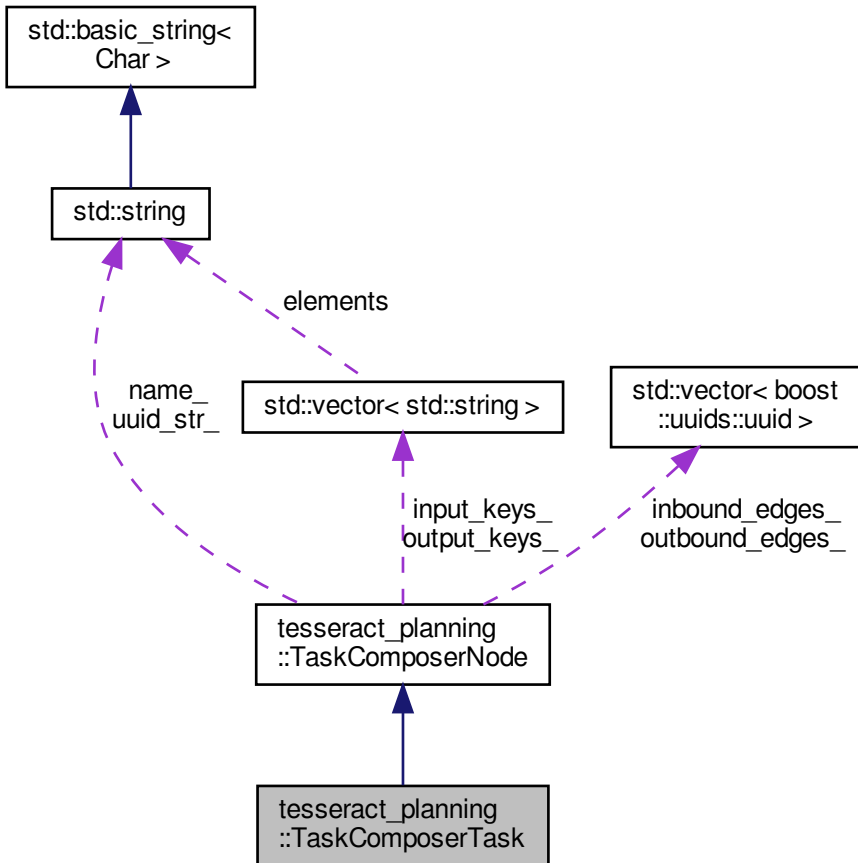 std::basic_string<
Char >
std::string
elements
name_
uuid_str_
std::vector< std::string >
std::vector< boost
::uuids::uuid >
input_keys_
output_keys_
inbound_edges_
outbound_edges_
tesseract_planning
::TaskComposerNode
tesseract_planning
::TaskComposerTask